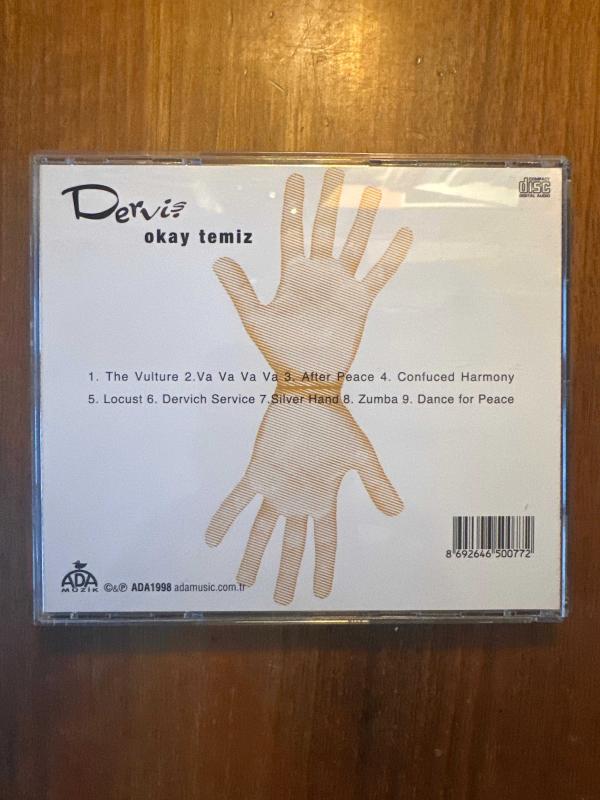 Derviş
okay temiz
COMPACT
disc
DIGITAL AUDIO
1. The Vulture 2.Va Va Va Va 3. After Peace 4. Confuced Harmony
5. Locust 6. Dervich Service 7.Silver Hand 8. Zumba 9. Dance for Peace
8 692646 500772
ADA
MÜZİK
©&℗ ADA1998 adamusic.com.tr